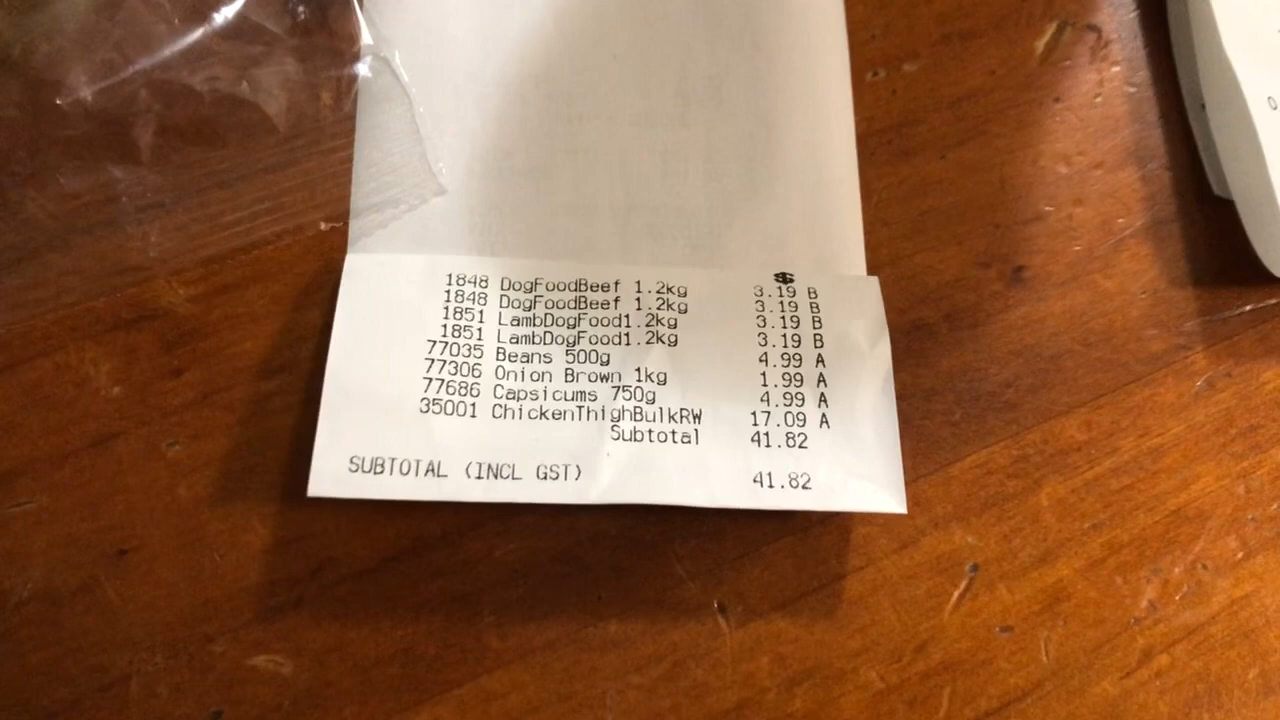 $
1848 DogFoodBeef 1.2kg 3.19 B
1848 DogFoodBeef 1.2kg 3.19 B
1851 LambDogFood1.2kg 3.19 B
1851 LambDogFood1.2kg 3.19 B
77035 Beans 500g 4.99 A
77306 Onion Brown 1kg 1.99 A
77686 Capsicums 750g 4.99 A
35001 ChickenThighBulkRW 17.09 A
Subtotal 41.82
SUBTOTAL (INCL GST) 41.82